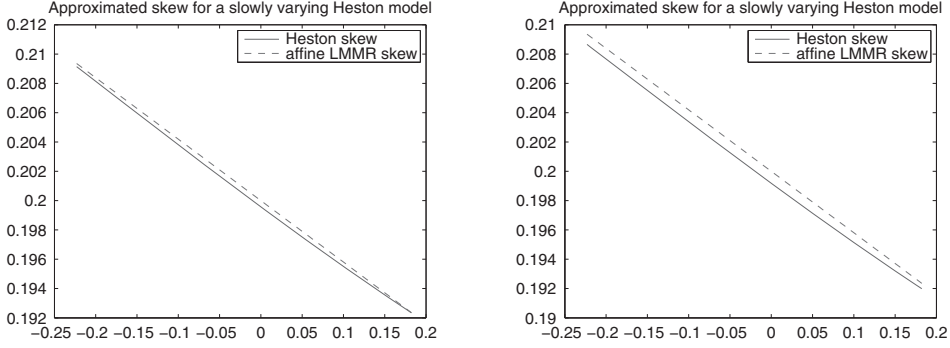 Approximated skew for a slowly varying Heston model
0.212
0.21
0.208
0.206
0.204
0.202
0.2
0.198
0.196
0.194
0.192
Heston skew
affine LMMR skew
−0.25 −0.2 −0.15 −0.1 −0.05 0 0.05 0.1 0.15 0.2
Approximated skew for a slowly varying Heston model
0.21
0.208
0.206
0.204
0.202
0.2
0.198
0.196
0.194
0.192
0.19
Heston skew
affine LMMR skew
−0.25 −0.2 −0.15 −0.1 −0.05 0 0.05 0.1 0.15 0.2